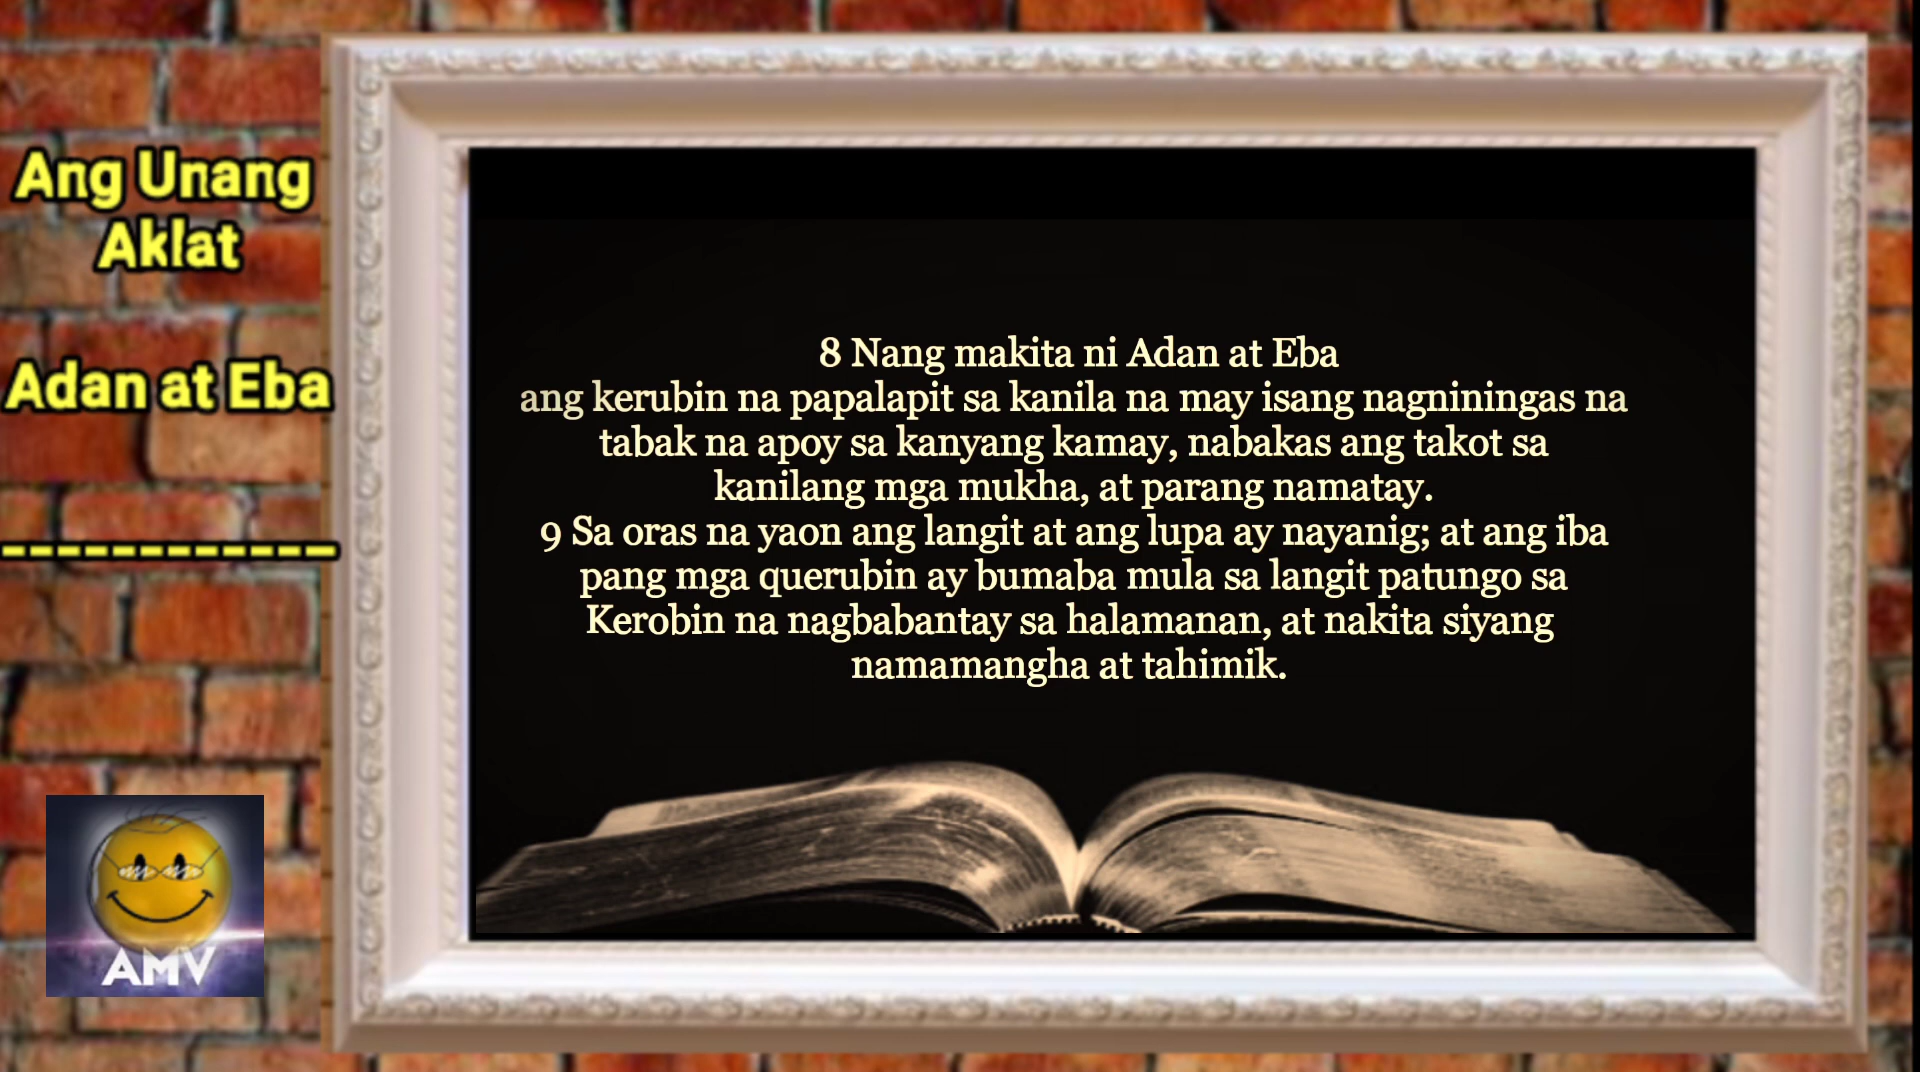 Ang Unang
Aklat
Adan at Eba
------------
AMV
8 Nang makita ni Adan at Eba
ang kerubin na papalapit sa kanila na may isang nagniningas na
tabak na apoy sa kanyang kamay, nabakas ang takot sa
kanilang mga mukha, at parang namatay.
9 Sa oras na yaon ang langit at ang lupa ay nayanig; at ang iba
pang mga querubin ay bumaba mula sa langit patungo sa
Kerobin na nagbabantay sa halamanan, at nakita siyang
namamangha at tahimik.